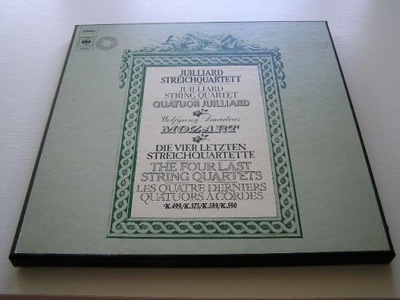 CBS
JUILLIARD
STREICHQUARTETT
JUILLIARD
STRING QUARTET
QUATUOR JUILLIARD
Wolfgang Amadeus
MOZART
DIE VIER LETZTEN
STREICHQUARTETTE
THE FOUR LAST
STRING QUARTETS
LES QUATRE DERNIERS
QUATUORS A CORDES
K.499/K.575/K.589/K.590